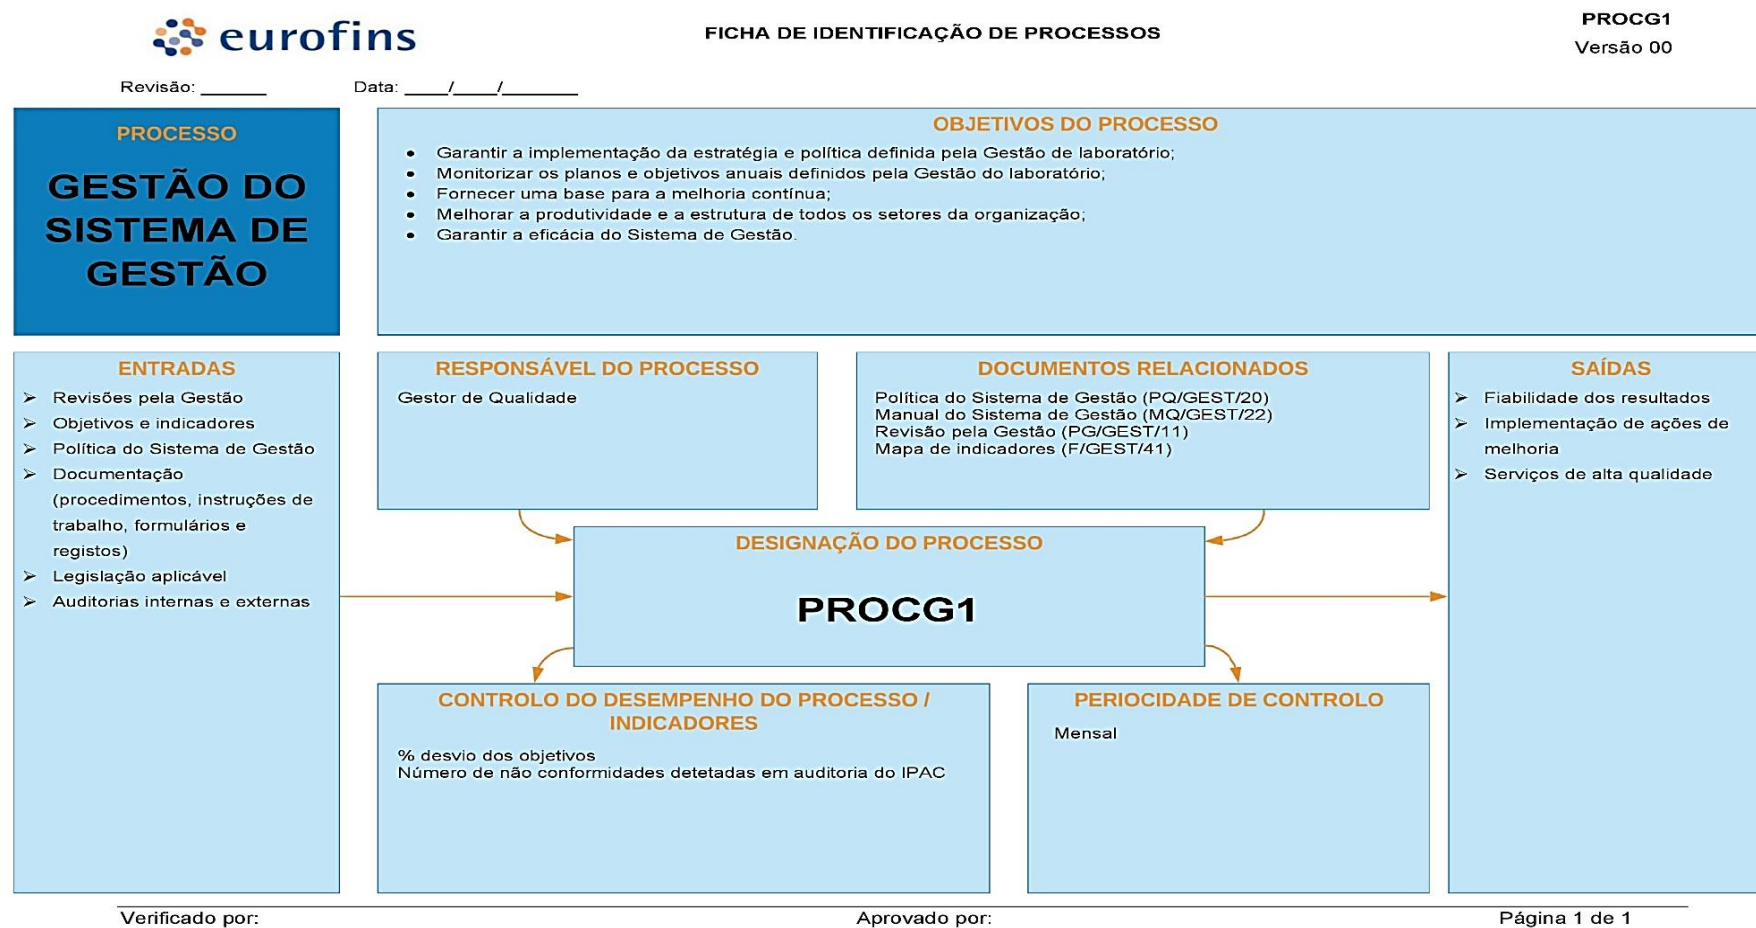 eurofins
FICHA DE IDENTIFICAÇÃO DE PROCESSOS
PROCG1
Versão 00
Revisão: ______
Data: ____/____/_______
PROCESSO
GESTÃO DO
SISTEMA DE
GESTÃO
OBJETIVOS DO PROCESSO
• Garantir a implementação da estratégia e política definida pela Gestão de laboratório;
• Monitorizar os planos e objetivos anuais definidos pela Gestão do laboratório;
• Fornecer uma base para a melhoria contínua;
• Melhorar a produtividade e a estrutura de todos os setores da organização;
• Garantir a eficácia do Sistema de Gestão.
ENTRADAS
➢ Revisões pela Gestão
➢ Objetivos e indicadores
➢ Política do Sistema de Gestão
➢ Documentação
(procedimentos, instruções de
trabalho, formulários e
registos)
➢ Legislação aplicável
➢ Auditorias internas e externas
RESPONSÁVEL DO PROCESSO
Gestor de Qualidade
DOCUMENTOS RELACIONADOS
Política do Sistema de Gestão (PQ/GEST/20)
Manual do Sistema de Gestão (MQ/GEST/22)
Revisão pela Gestão (PG/GEST/11)
Mapa de indicadores (F/GEST/41)
SAÍDAS
➢ Fiabilidade dos resultados
➢ Implementação de ações de
melhoria
➢ Serviços de alta qualidade
DESIGNAÇÃO DO PROCESSO
PROCG1
CONTROLO DO DESEMPENHO DO PROCESSO /
INDICADORES
% desvio dos objetivos
Número de não conformidades detetadas em auditoria do IPAC
PERIOCIDADE DE CONTROLO
Mensal
Verificado por:
Aprovado por:
Página 1 de 1